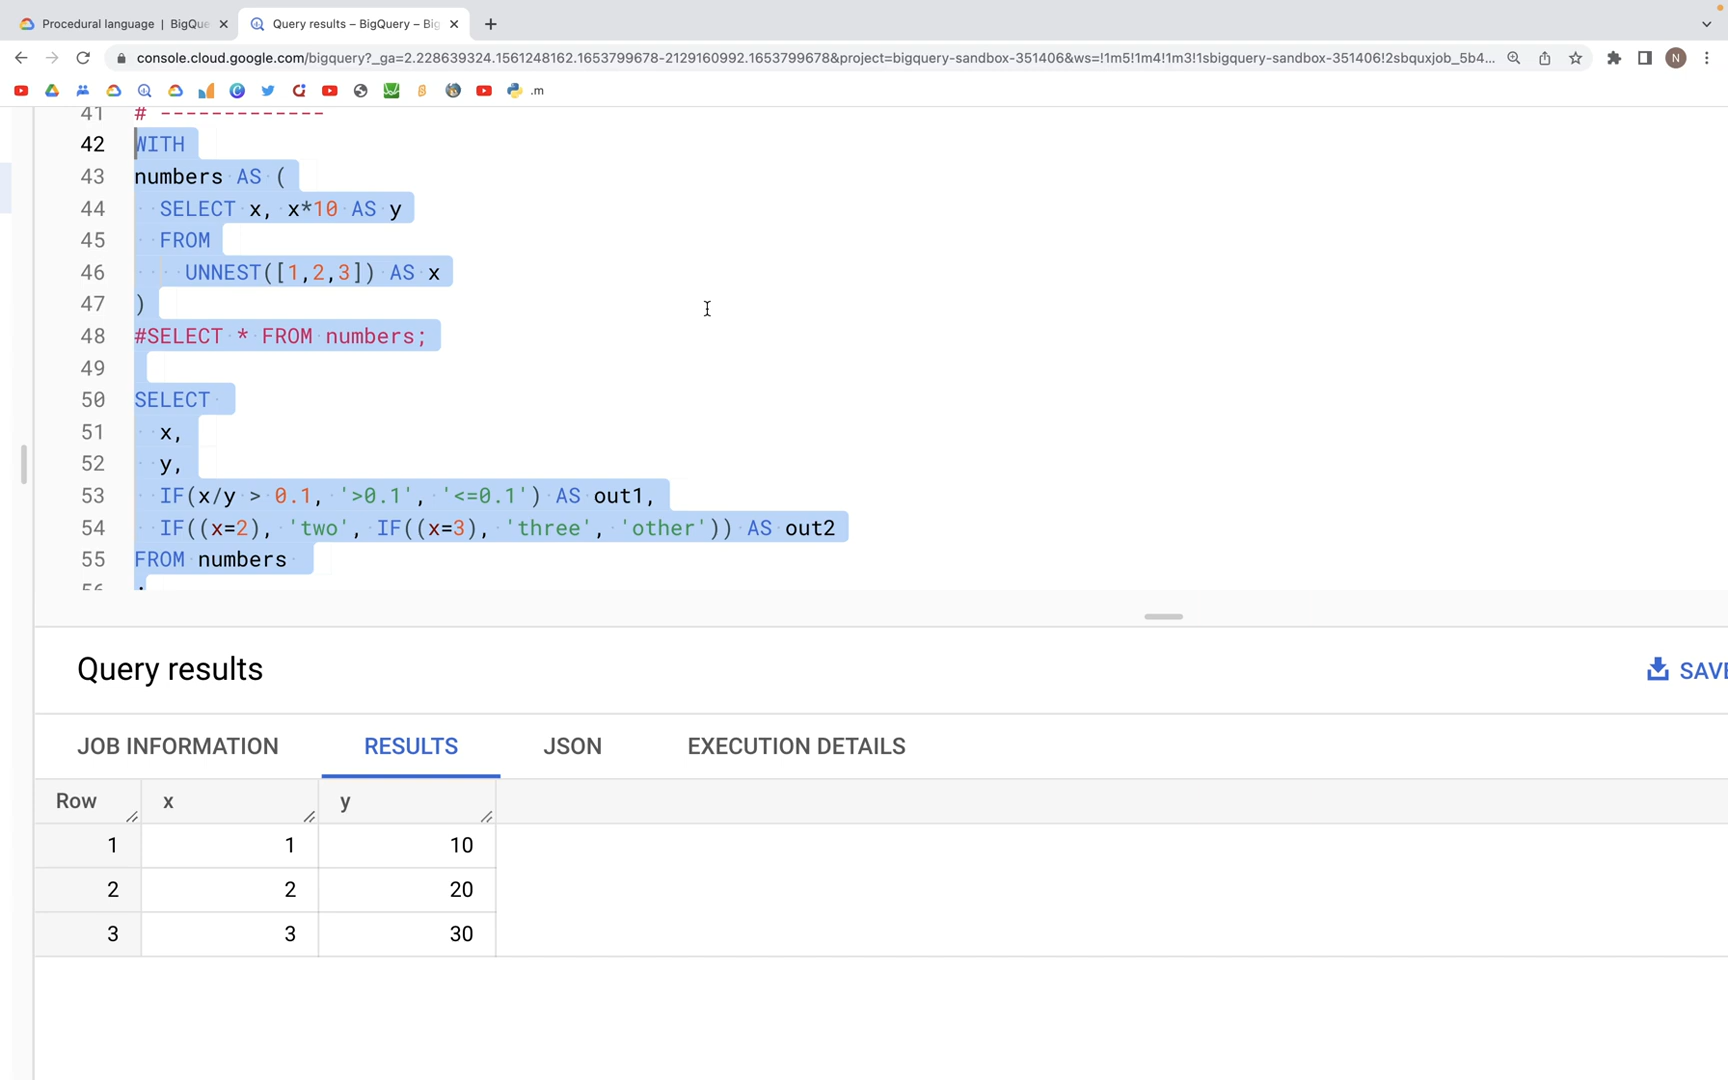 Procedural language | BigQue
Query results – BigQuery – Big
console.cloud.google.com/bigquery?_ga=2.228639324.1561248162.1653799678-2129160992.1653799678&project=bigquery-sandbox-351406&ws=!1m5!1m4!1m3!1sbigquery-sandbox-351406!2sbquxjob_5b4...
N
.m
41 # -------------
42 WITH
43 numbers AS (
44 SELECT x, x*10 AS y
45 FROM
46 UNNEST([1,2,3]) AS x
47 )
48 #SELECT * FROM numbers;
49
50 SELECT
51 x,
52 y,
53 IF(x/y > 0.1, '>0.1', '<=0.1') AS out1,
54 IF((x=2), 'two', IF((x=3), 'three', 'other')) AS out2
55 FROM numbers
56 ;
Query results
SAVE
JOB INFORMATION RESULTS JSON EXECUTION DETAILS
Row x y
1 1 10
2 2 20
3 3 30